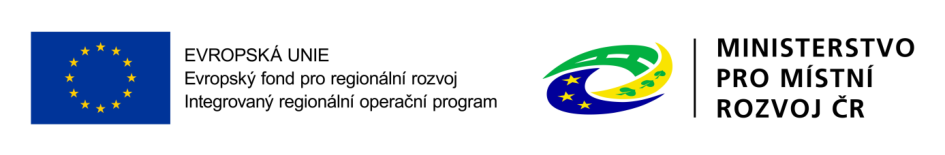 EVROPSKÁ UNIE
Evropský fond pro regionální rozvoj
Integrovaný regionální operační program
MINISTERSTVO
PRO MÍSTNÍ
ROZVOJ ČR